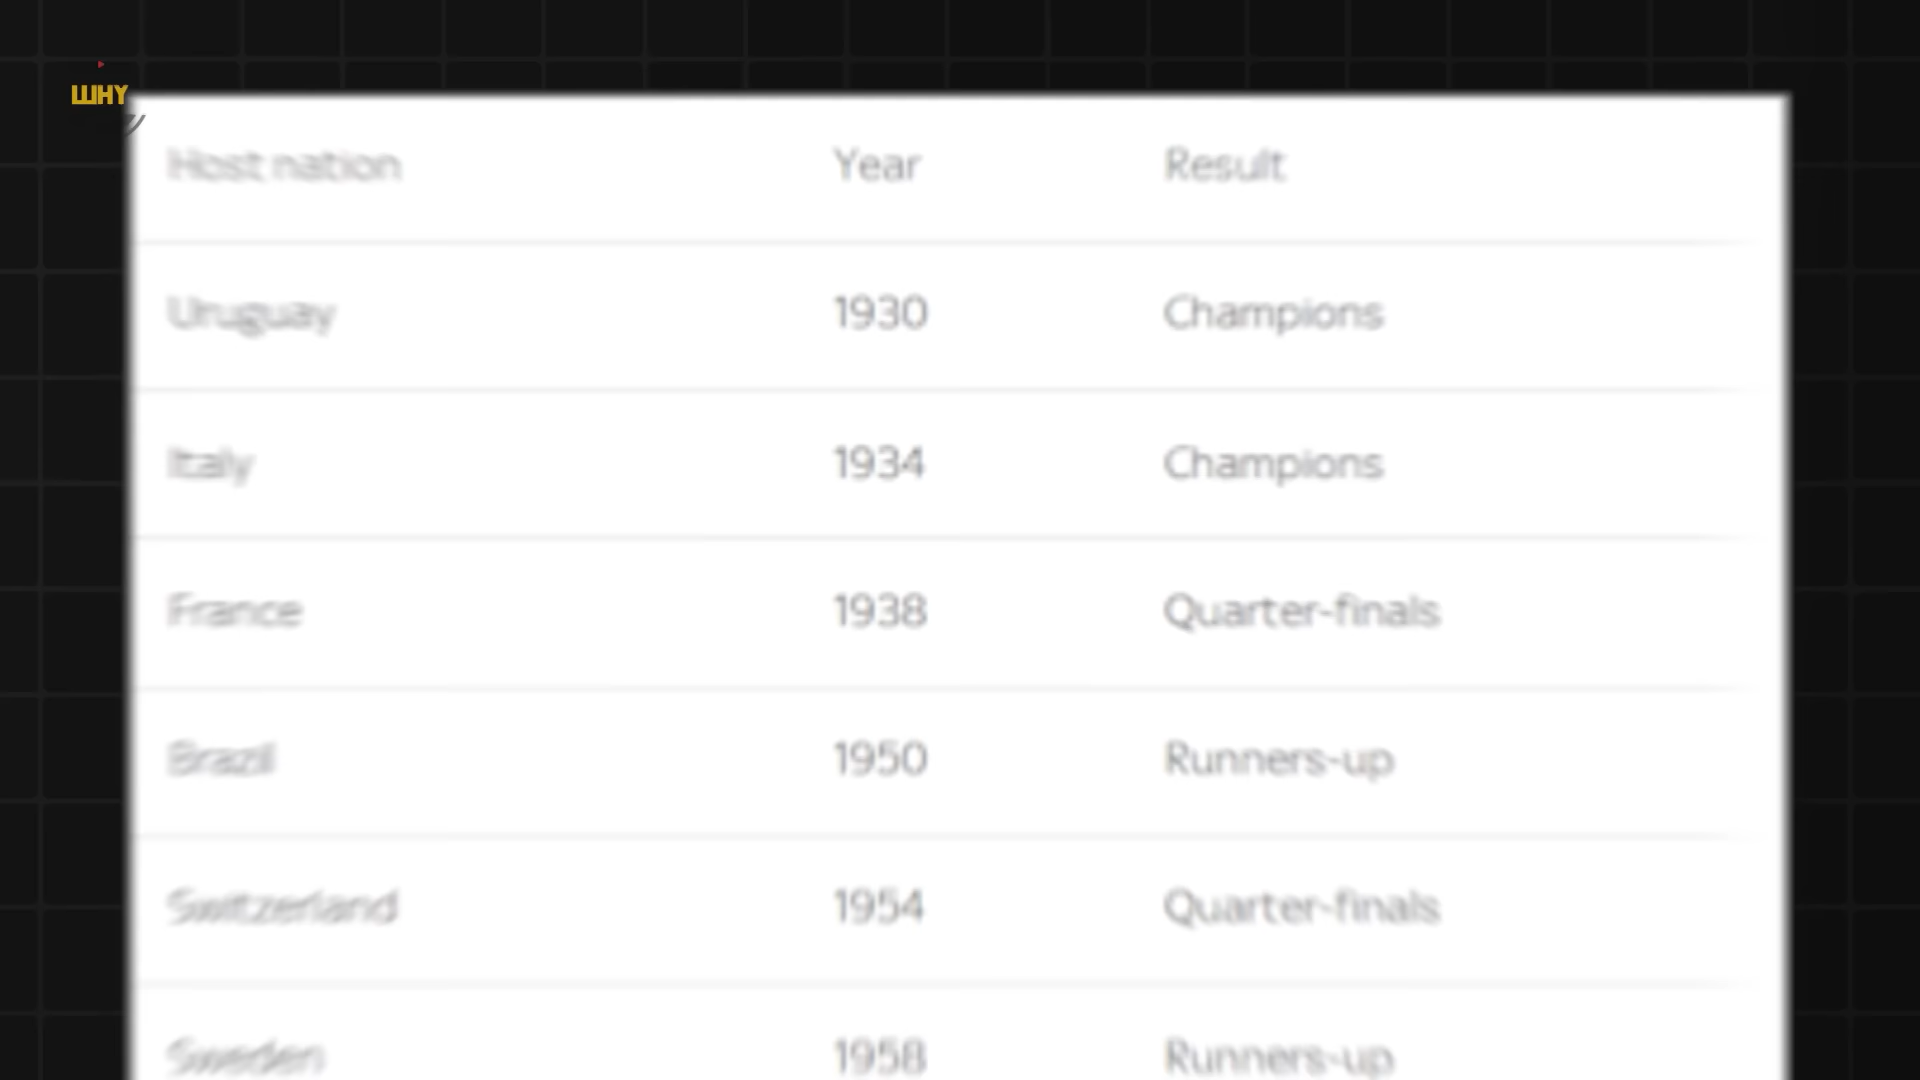 WHY
Host nation Year Result
Uruguay 1930 Champions
Italy 1934 Champions
France 1938 Quarter-finals
Brazil 1950 Runners-up
Switzerland 1954 Quarter-finals
Sweden 1958 Runners-up